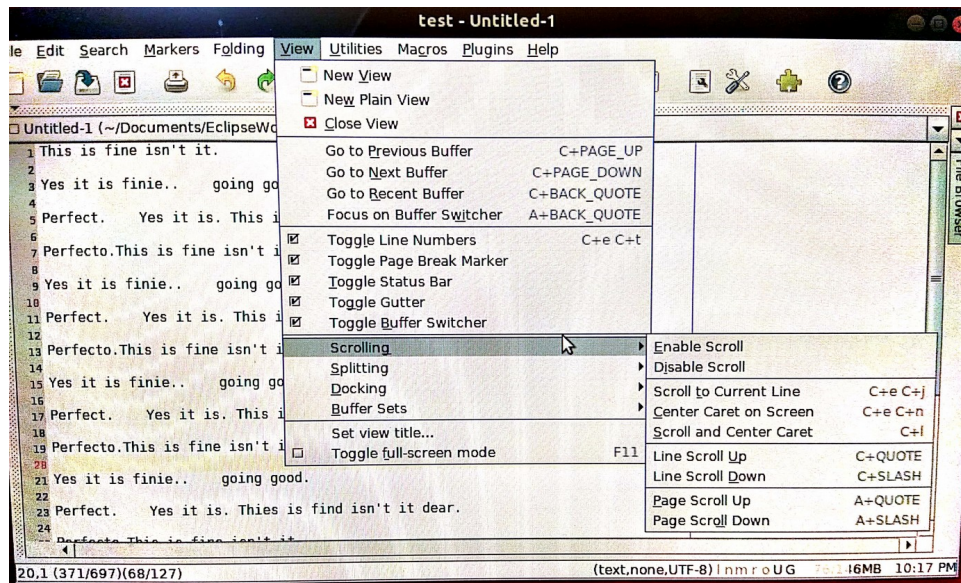 test - Untitled-1
le Edit Search Markers Folding View Utilities Macros Plugins Help
New View
New Plain View
Close View
Untitled-1 (~/Documents/EclipseWo
Go to Previous Buffer C+PAGE_UP
Go to Next Buffer C+PAGE_DOWN
Go to Recent Buffer C+BACK_QUOTE
Focus on Buffer Switcher A+BACK_QUOTE
Toggle Line Numbers C+e C+t
Toggle Page Break Marker
Toggle Status Bar
Toggle Gutter
Toggle Buffer Switcher
Scrolling
Splitting
Docking
Buffer Sets
Set view title...
Toggle full-screen mode F11
Enable Scroll
Disable Scroll
Scroll to Current Line C+e C+j
Center Caret on Screen C+e C+n
Scroll and Center Caret C+l
Line Scroll Up C+QUOTE
Line Scroll Down C+SLASH
Page Scroll Up A+QUOTE
Page Scroll Down A+SLASH
1 This is fine isn't it.
2
3 Yes it is finie.. going go
4
5 Perfect. Yes it is. This i
6
7 Perfecto.This is fine isn't i
8
9 Yes it is finie.. going go
10
11 Perfect. Yes it is. This i
12
13 Perfecto.This is fine isn't i
14
15 Yes it is finie.. going go
16
17 Perfect. Yes it is. Thies i
18
19 Perfecto.This is fine isn't i
20
21 Yes it is finie.. going good.
22
23 Perfect. Yes it is. Thies is find isn't it dear.
24
Browser
20,1 (371/697)(68/127) (text,none,UTF-8) n m r o U G 10:17 PM